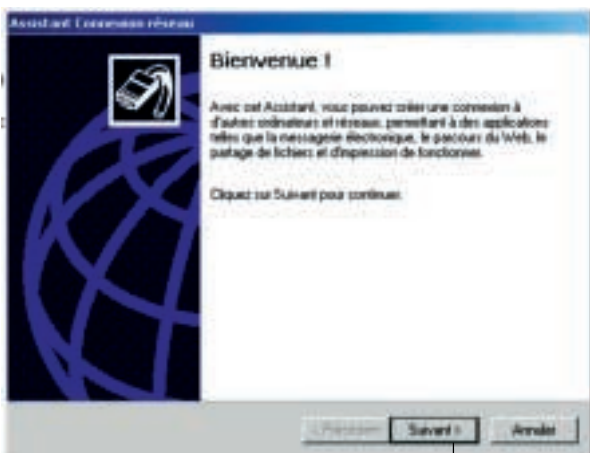 Assistant Connexion réseau
Bienvenue !
Avec cet Assistant, vous pouvez créer une connexion à
d'autres ordinateurs et réseaux, permettant à des applications
telles que la messagerie électronique, le parcours du Web, le
partage de fichiers et d'impression de fonctionner.
Cliquez sur Suivant pour continuer.
< Précédent Suivant > Annuler